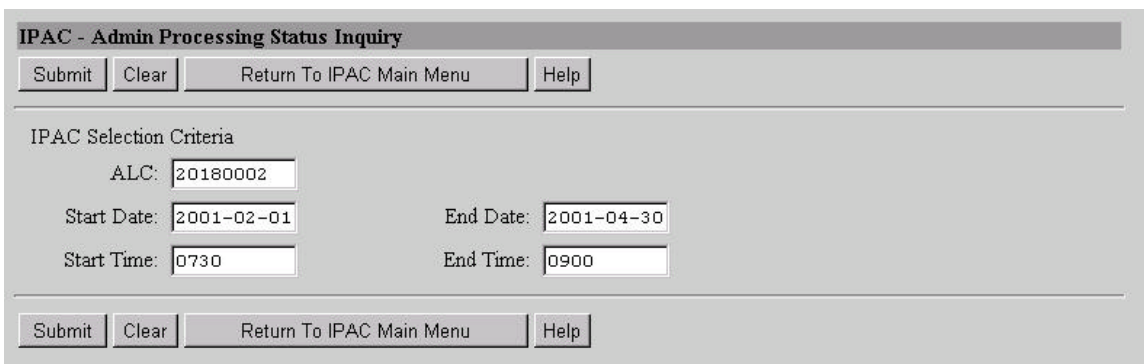 IPAC - Admin Processing Status Inquiry
Submit Clear Return To IPAC Main Menu Help
IPAC Selection Criteria
ALC: 20180002
Start Date: 2001-02-01 End Date: 2001-04-30
Start Time: 0730 End Time: 0900
Submit Clear Return To IPAC Main Menu Help